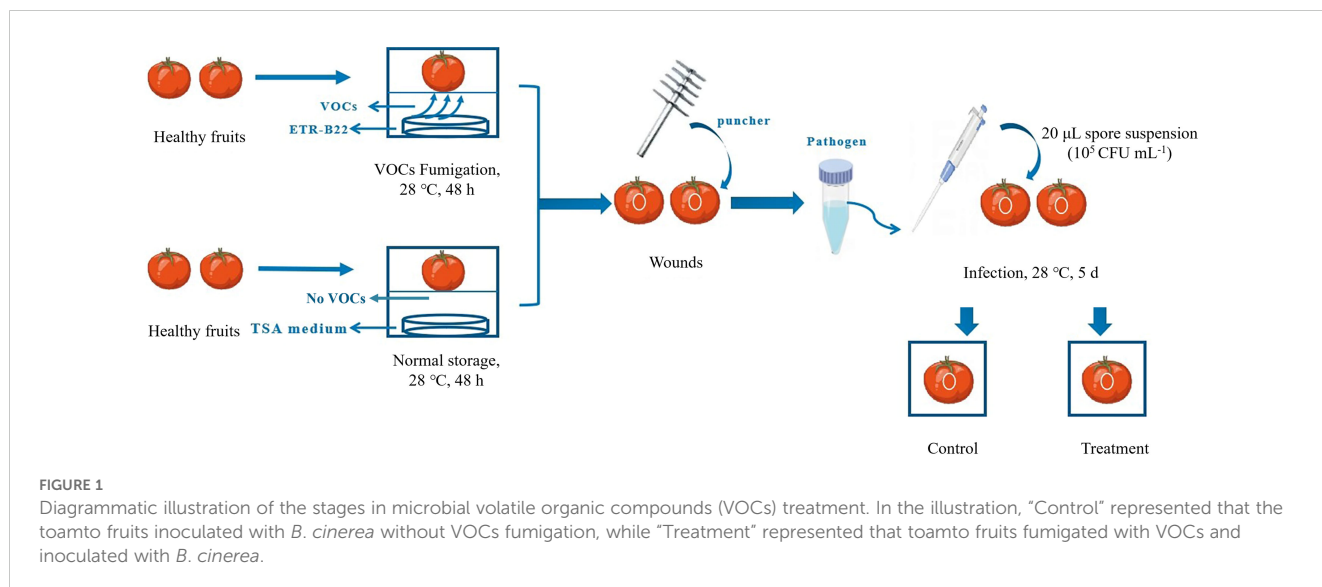 Healthy fruits
VOCs
ETR-B22
VOCs Fumigation,
28 °C, 48 h
Healthy fruits
No VOCs
TSA medium
Normal storage,
28 °C, 48 h
puncher
Wounds
Pathogen
20 μL spore suspension
(10⁵ CFU mL⁻¹)
Infection, 28 °C, 5 d
Control
Treatment
FIGURE 1
Diagrammatic illustration of the stages in microbial volatile organic compounds (VOCs) treatment. In the illustration, “Control” represented that the
toamto fruits inoculated with B. cinerea without VOCs fumigation, while “Treatment” represented that toamto fruits fumigated with VOCs and
inoculated with B. cinerea.